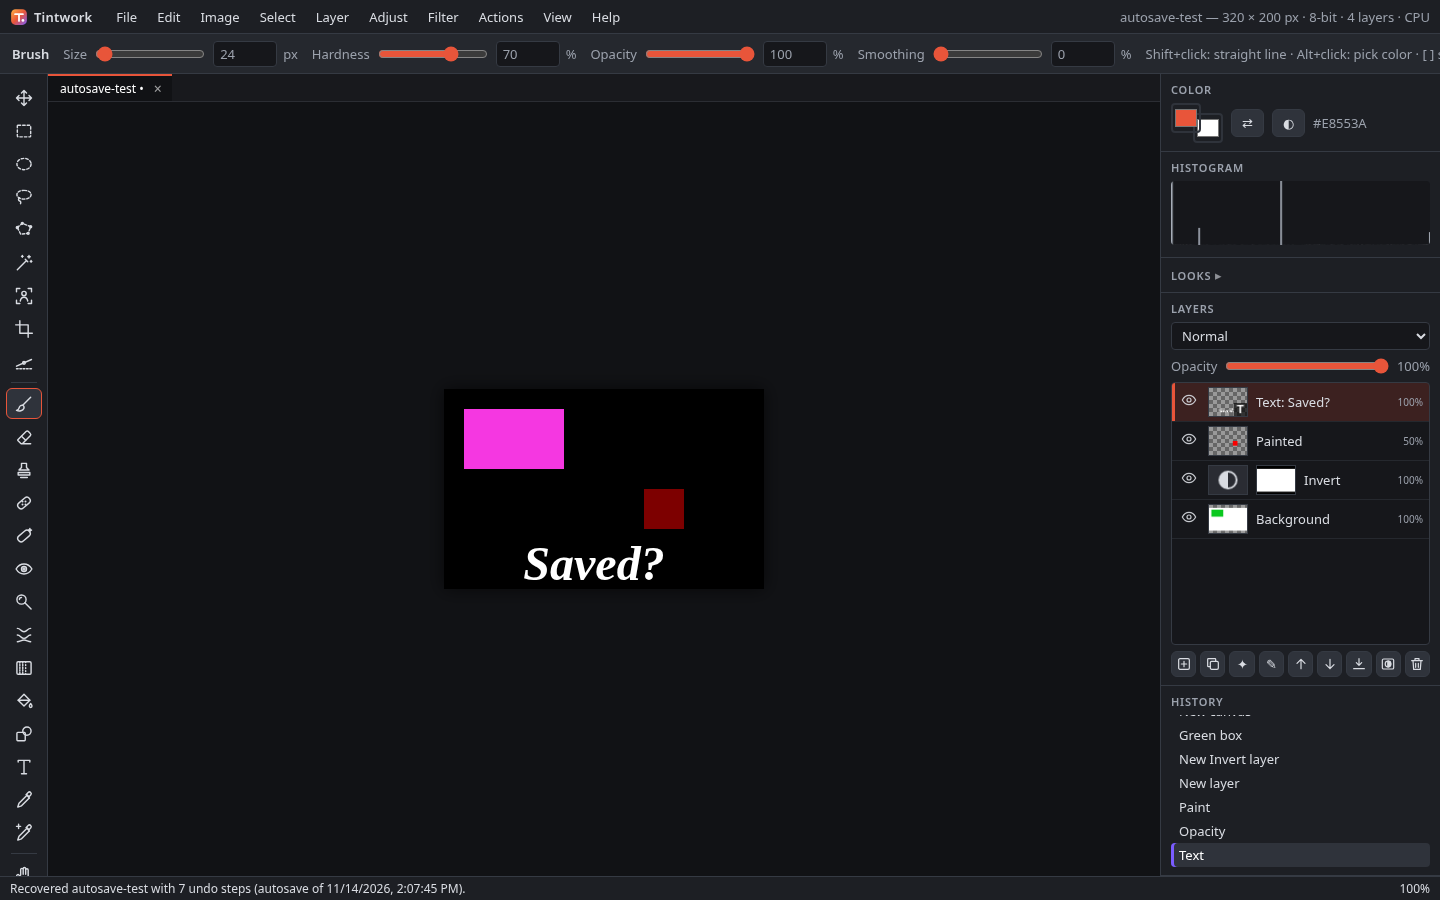 Tintwork File Edit Image Select Layer Adjust Filter Actions View Help autosave-test — 320 × 200 px · 8-bit · 4 layers · CPU
Brush Size 24 px Hardness 70 % Opacity 100 % Smoothing 0 % Shift+click: straight line · Alt+click: pick color · [ ]
autosave-test • ×
COLOR
#E8553A
HISTOGRAM
LOOKS ▸
LAYERS
Normal
Opacity 100%
Text: Saved? 100%
Painted 50%
Invert 100%
Background 100%
Saved?
HISTORY
Green box
New Invert layer
New layer
Paint
Opacity
Text
Recovered autosave-test with 7 undo steps (autosave of 11/14/2026, 2:07:45 PM). 100%